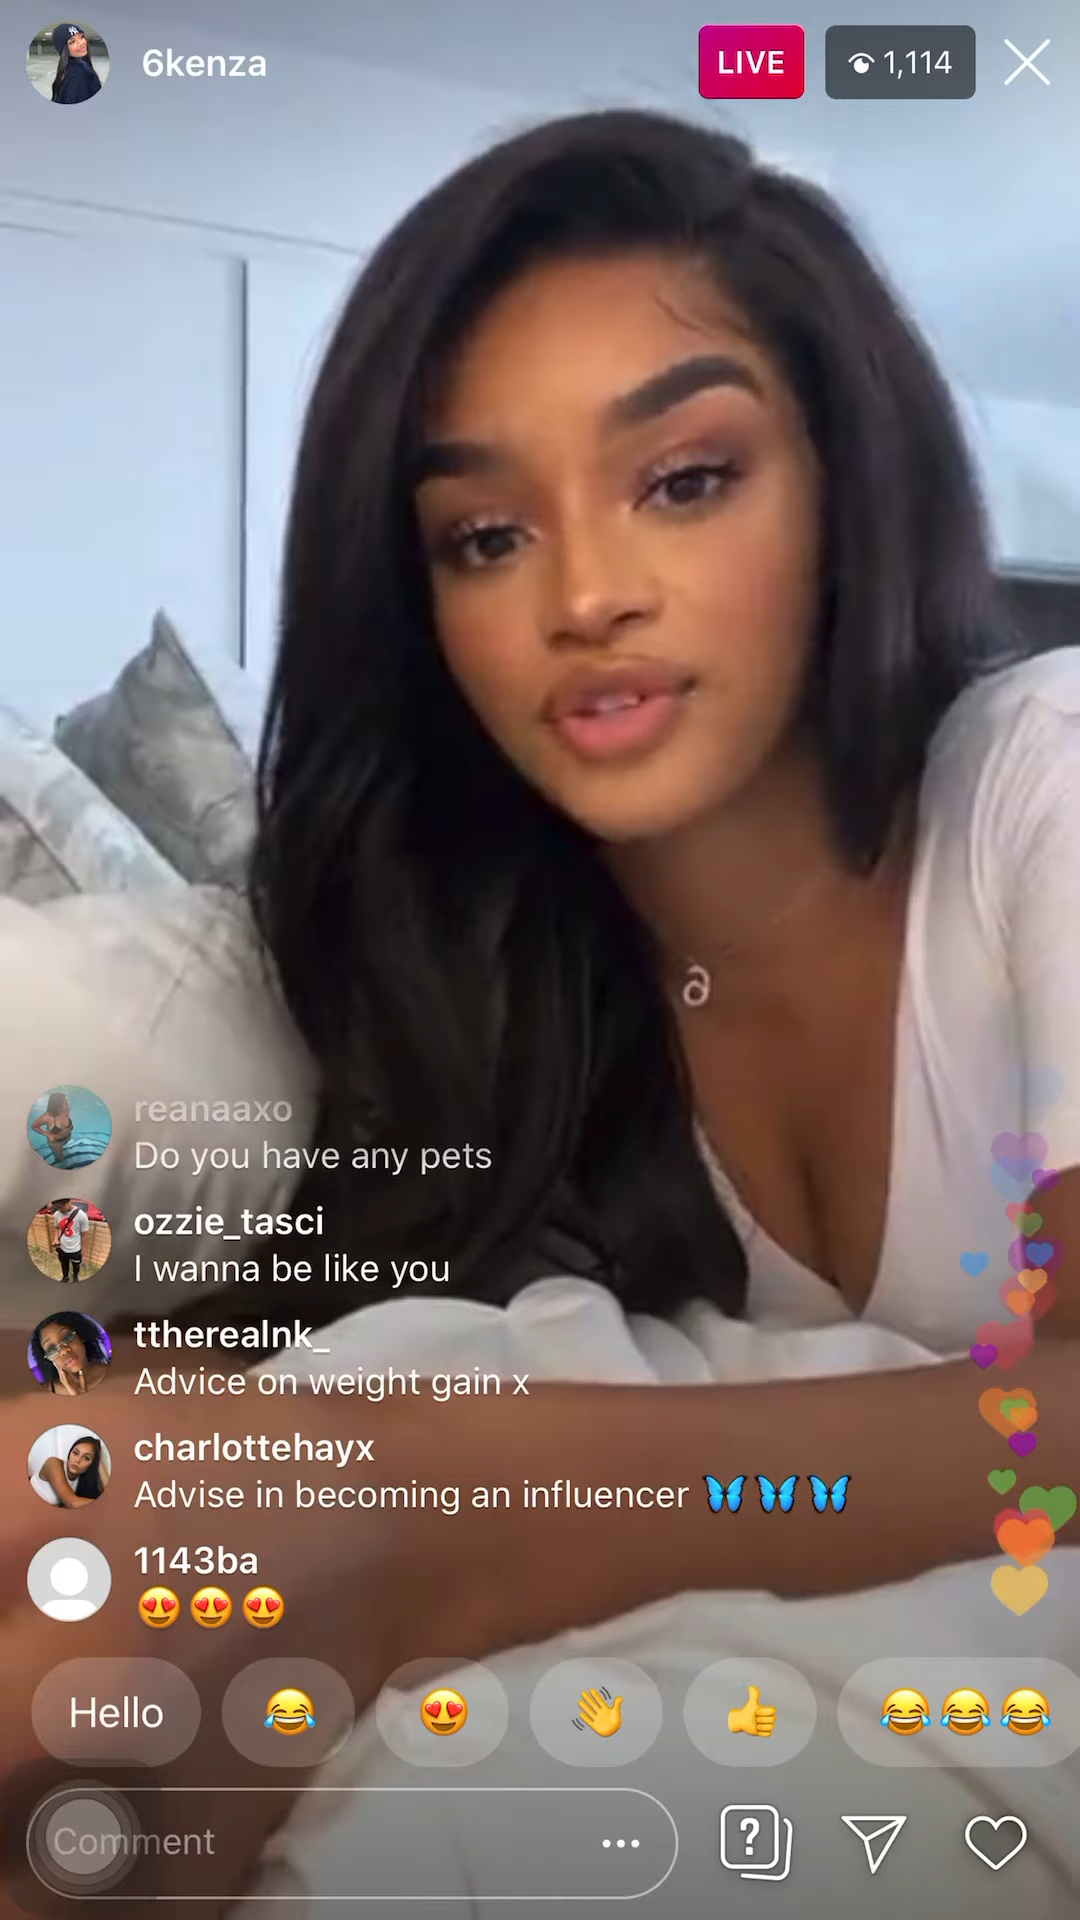 6kenza
LIVE
1,114
reanaaxo
Do you have any pets
ozzie_tasci
I wanna be like you
ttherealnk_
Advice on weight gain x
charlottehayx
Advise in becoming an influencer 🦋🦋🦋
1143ba
😍😍😍
Hello 😂 😍 👋 👍 😂😂😂
Comment